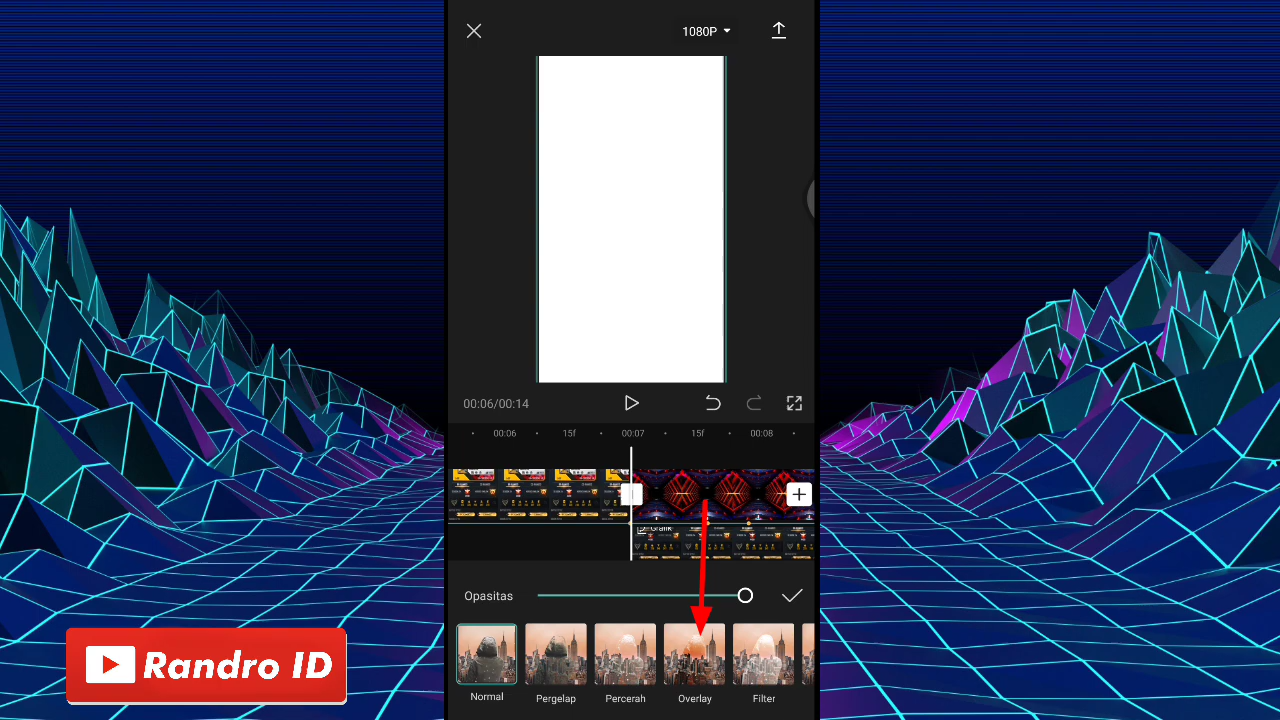 1080P
00:06/00:14
00:06
15f
00:07
15f
00:08
Grafik
Opasitas
Normal
Pergelap
Percerah
Overlay
Filter
Randro ID